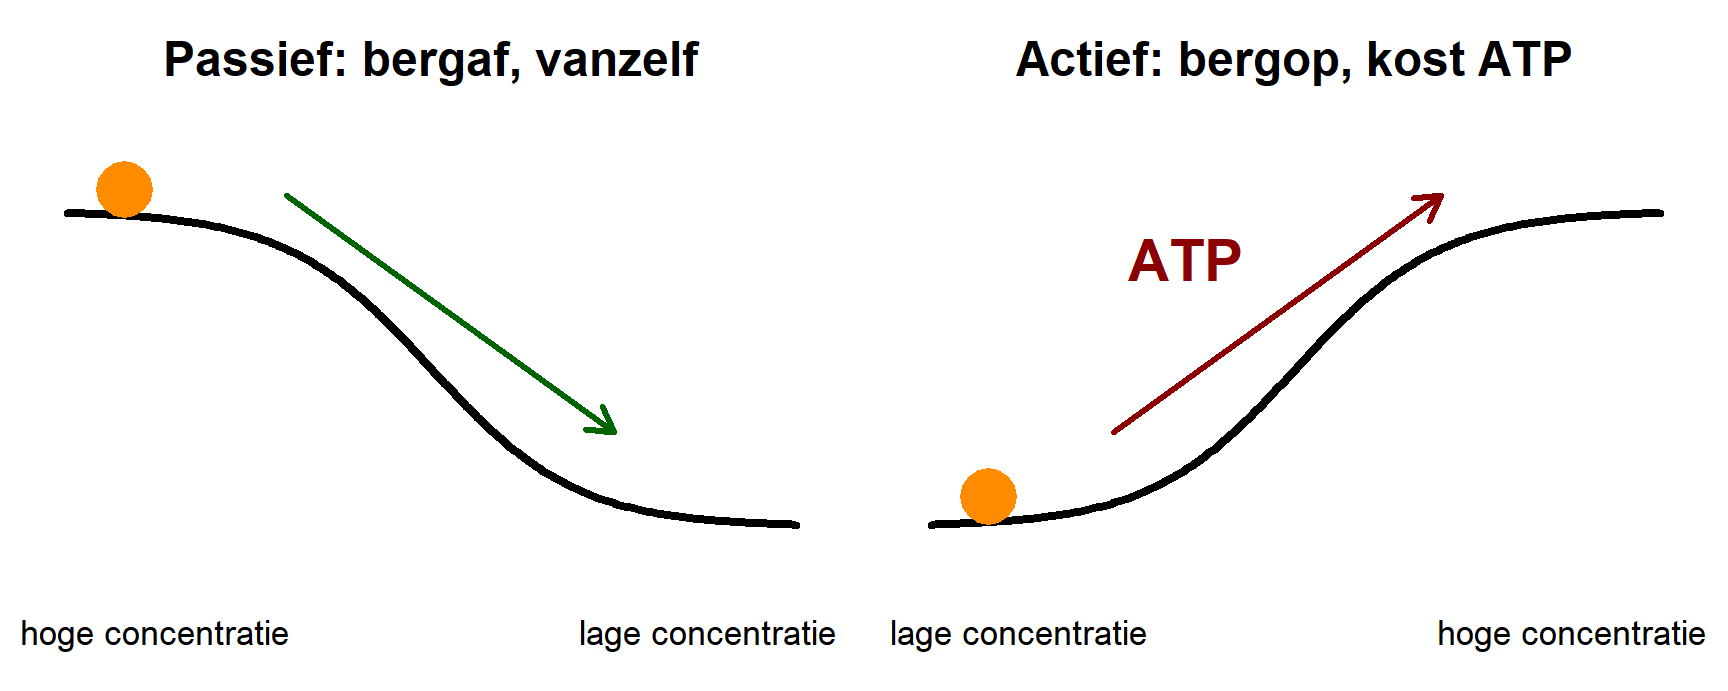 Passief: bergaf, vanzelf
hoge concentratie
lage concentratie
Actief: bergop, kost ATP
ATP
lage concentratie
hoge concentratie